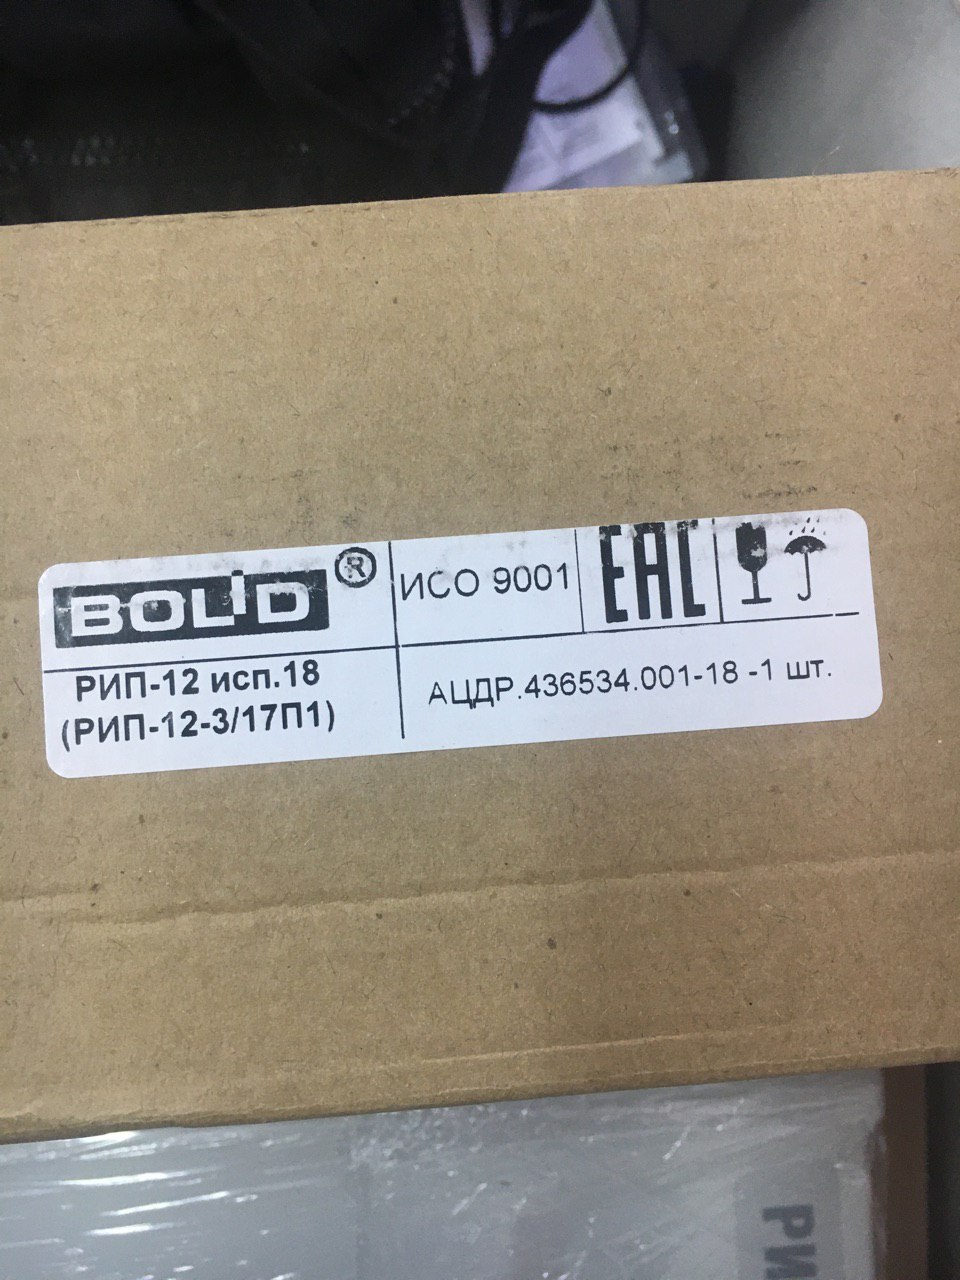 BOLID ®
ИСО 9001
EAC
РИП-12 исп.18
(РИП-12-3/17П1)
АЦДР.436534.001-18 -1 шт.